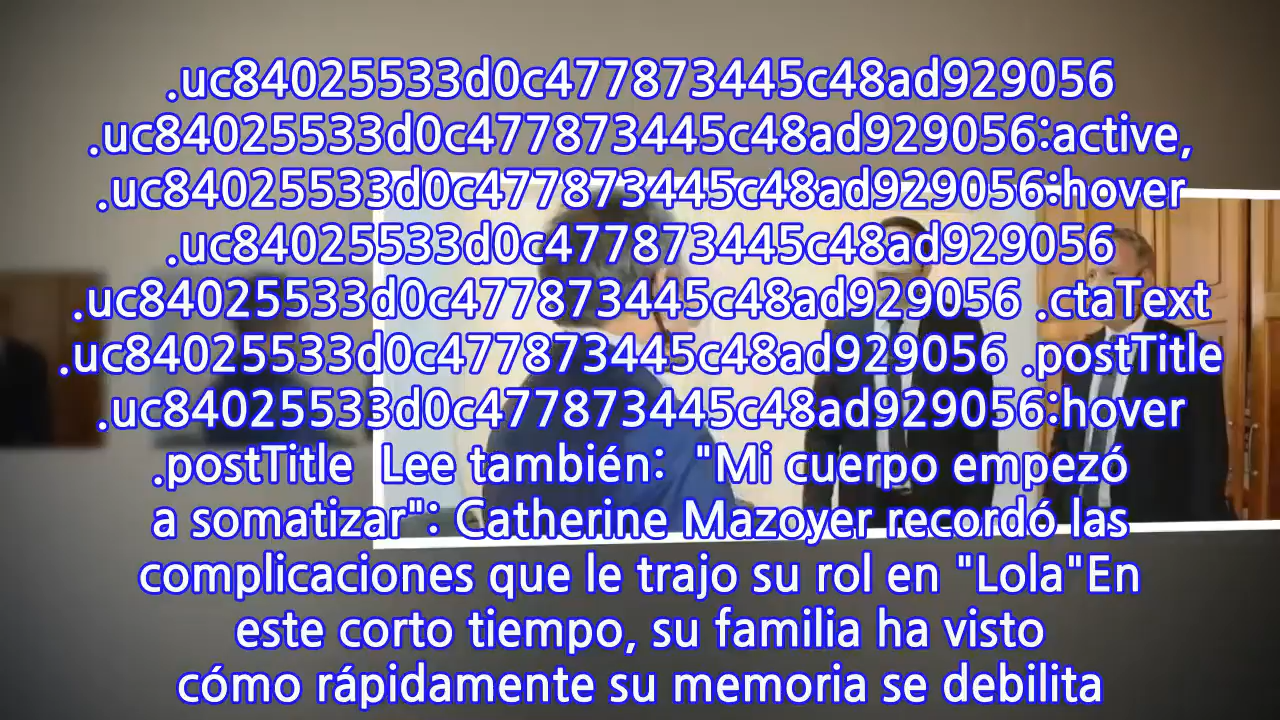 .uc84025533d0c477873445c48ad929056
.uc84025533d0c477873445c48ad929056:active,
.uc84025533d0c477873445c48ad929056:hover
.uc84025533d0c477873445c48ad929056
.uc84025533d0c477873445c48ad929056 .ctaText
.uc84025533d0c477873445c48ad929056 .postTitle
.uc84025533d0c477873445c48ad929056:hover
.postTitle  Lee también:  "Mi cuerpo empezó
a somatizar": Catherine Mazoyer recordó las
complicaciones que le trajo su rol en "Lola"En
este corto tiempo, su familia ha visto
cómo rápidamente su memoria se debilita